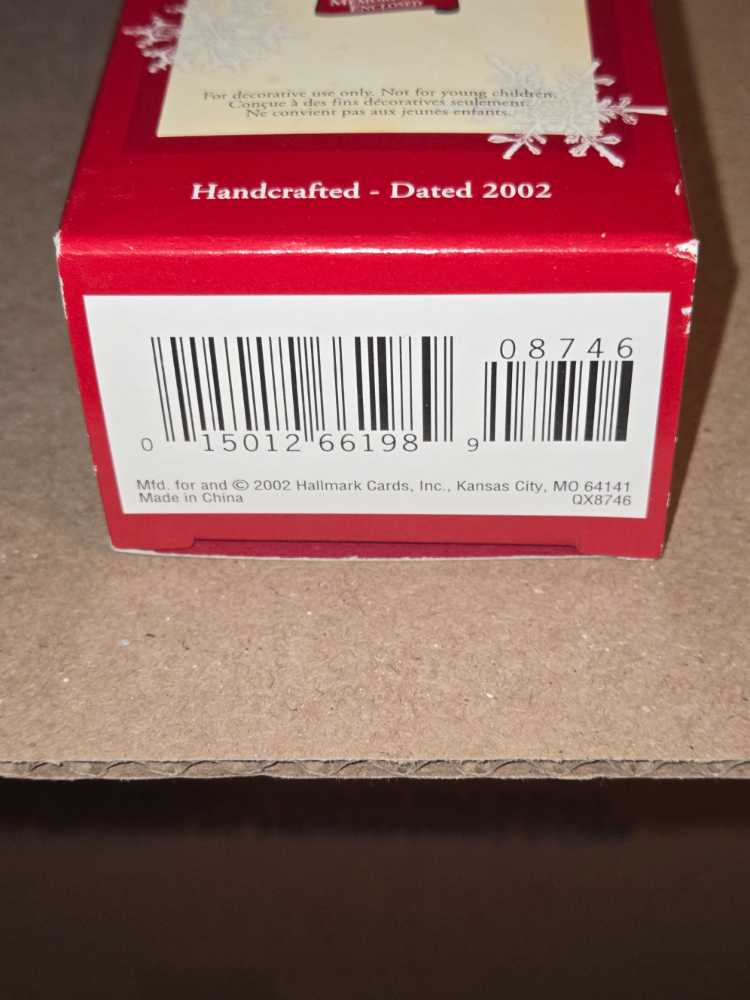 MEMORY
ENCLOSED
For decorative use only. Not for young children.
Conçue à des fins décoratives seulement.
Ne convient pas aux jeunes enfants.
Handcrafted - Dated 2002
08746
0 15012 66198 9
Mfd. for and © 2002 Hallmark Cards, Inc., Kansas City, MO 64141
Made in China QX8746